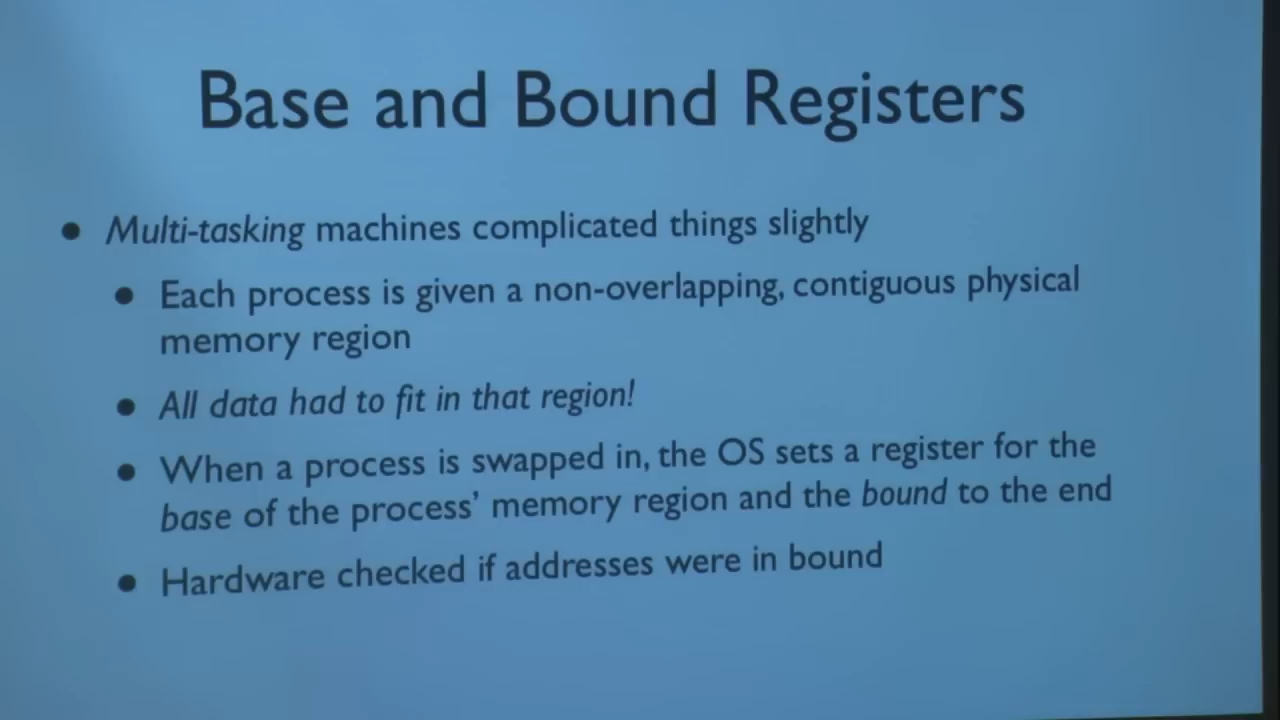 Base and Bound Registers
• Multi-tasking machines complicated things slightly
• Each process is given a non-overlapping, contiguous physical
memory region
• All data had to fit in that region!
• When a process is swapped in, the OS sets a register for the
base of the process’ memory region and the bound to the end
• Hardware checked if addresses were in bound